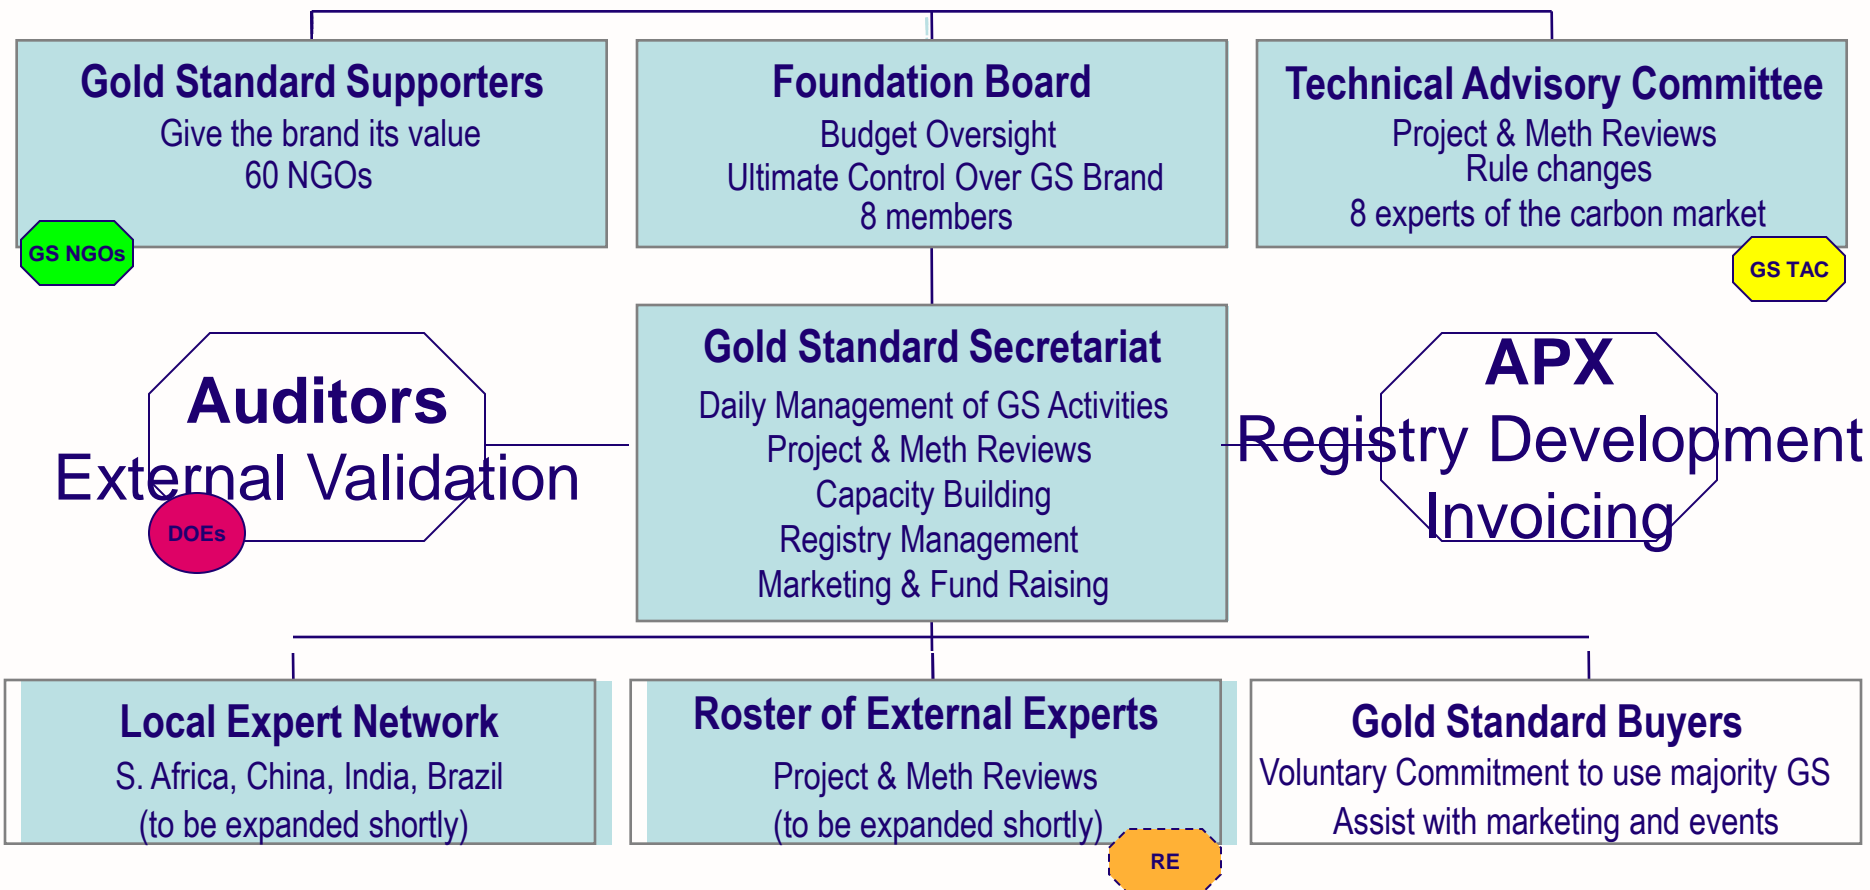 Gold Standard Supporters
Give the brand its value
60 NGOs
GS NGOs
Foundation Board
Budget Oversight
Ultimate Control Over GS Brand
8 members
Technical Advisory Committee
Project & Meth Reviews
Rule changes
8 experts of the carbon market
GS TAC
Auditors
External Validation
DOEs
Gold Standard Secretariat
Daily Management of GS Activities
Project & Meth Reviews
Capacity Building
Registry Management
Marketing & Fund Raising
APX
Registry Development
Invoicing
Local Expert Network
S. Africa, China, India, Brazil
(to be expanded shortly)
Roster of External Experts
Project & Meth Reviews
(to be expanded shortly)
RE
Gold Standard Buyers
Voluntary Commitment to use majority GS
Assist with marketing and events